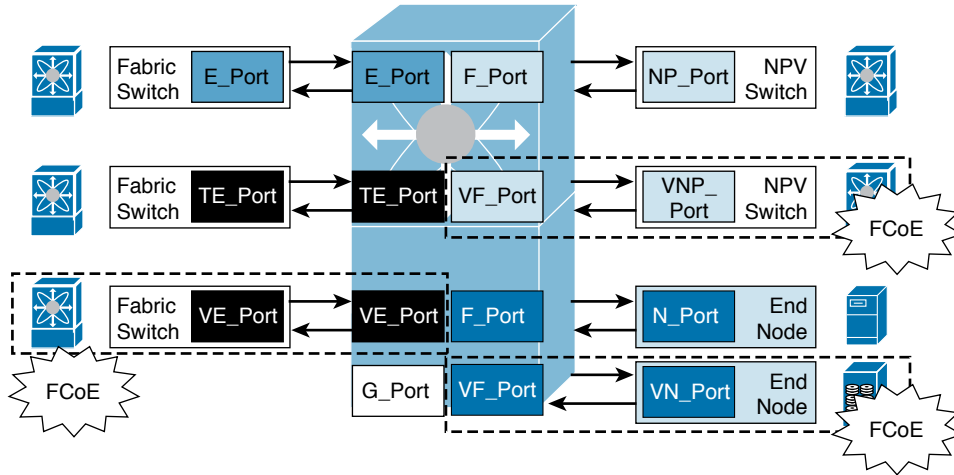 Fabric
Switch
E_Port
E_Port
F_Port
NP_Port
NPV
Switch
Fabric
Switch
TE_Port
TE_Port
VF_Port
VNP_
Port
NPV
Switch
FCoE
Fabric
Switch
VE_Port
VE_Port
F_Port
N_Port
End
Node
FCoE
G_Port
VF_Port
VN_Port
End
Node
FCoE